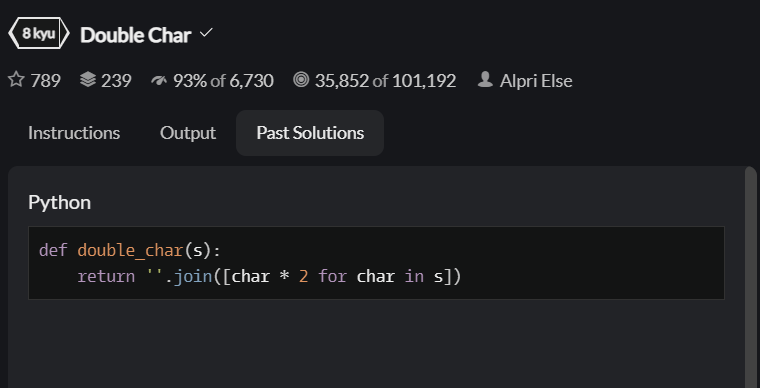 8 kyu Double Char
789 239 93% of 6,730 35,852 of 101,192 Alpri Else
Instructions Output Past Solutions
Python
def double_char(s):
    return ''.join([char * 2 for char in s])